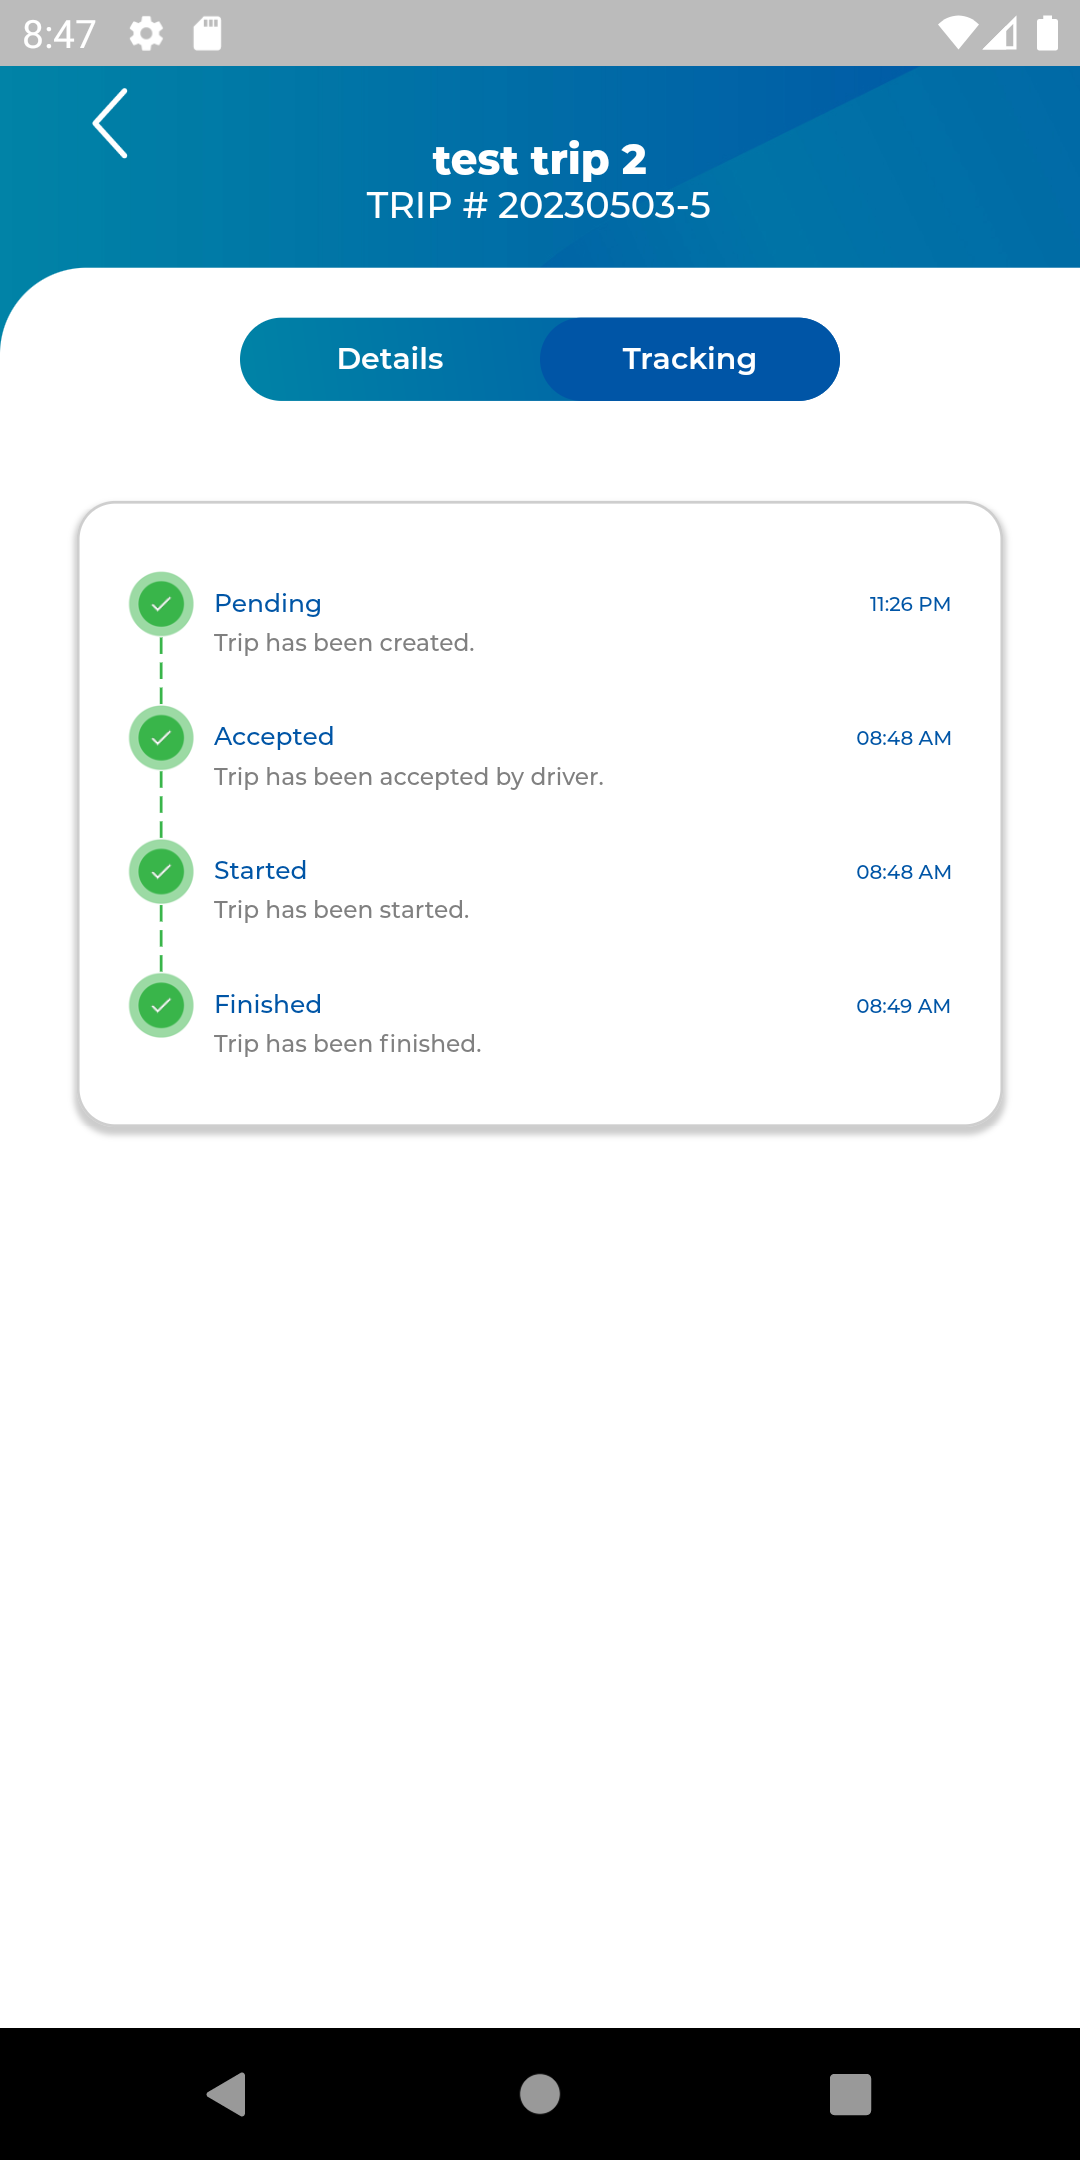 8:47
test trip 2
TRIP # 20230503-5
Details
Tracking
Pending
11:26 PM
Trip has been created.
Accepted
08:48 AM
Trip has been accepted by driver.
Started
08:48 AM
Trip has been started.
Finished
08:49 AM
Trip has been finished.